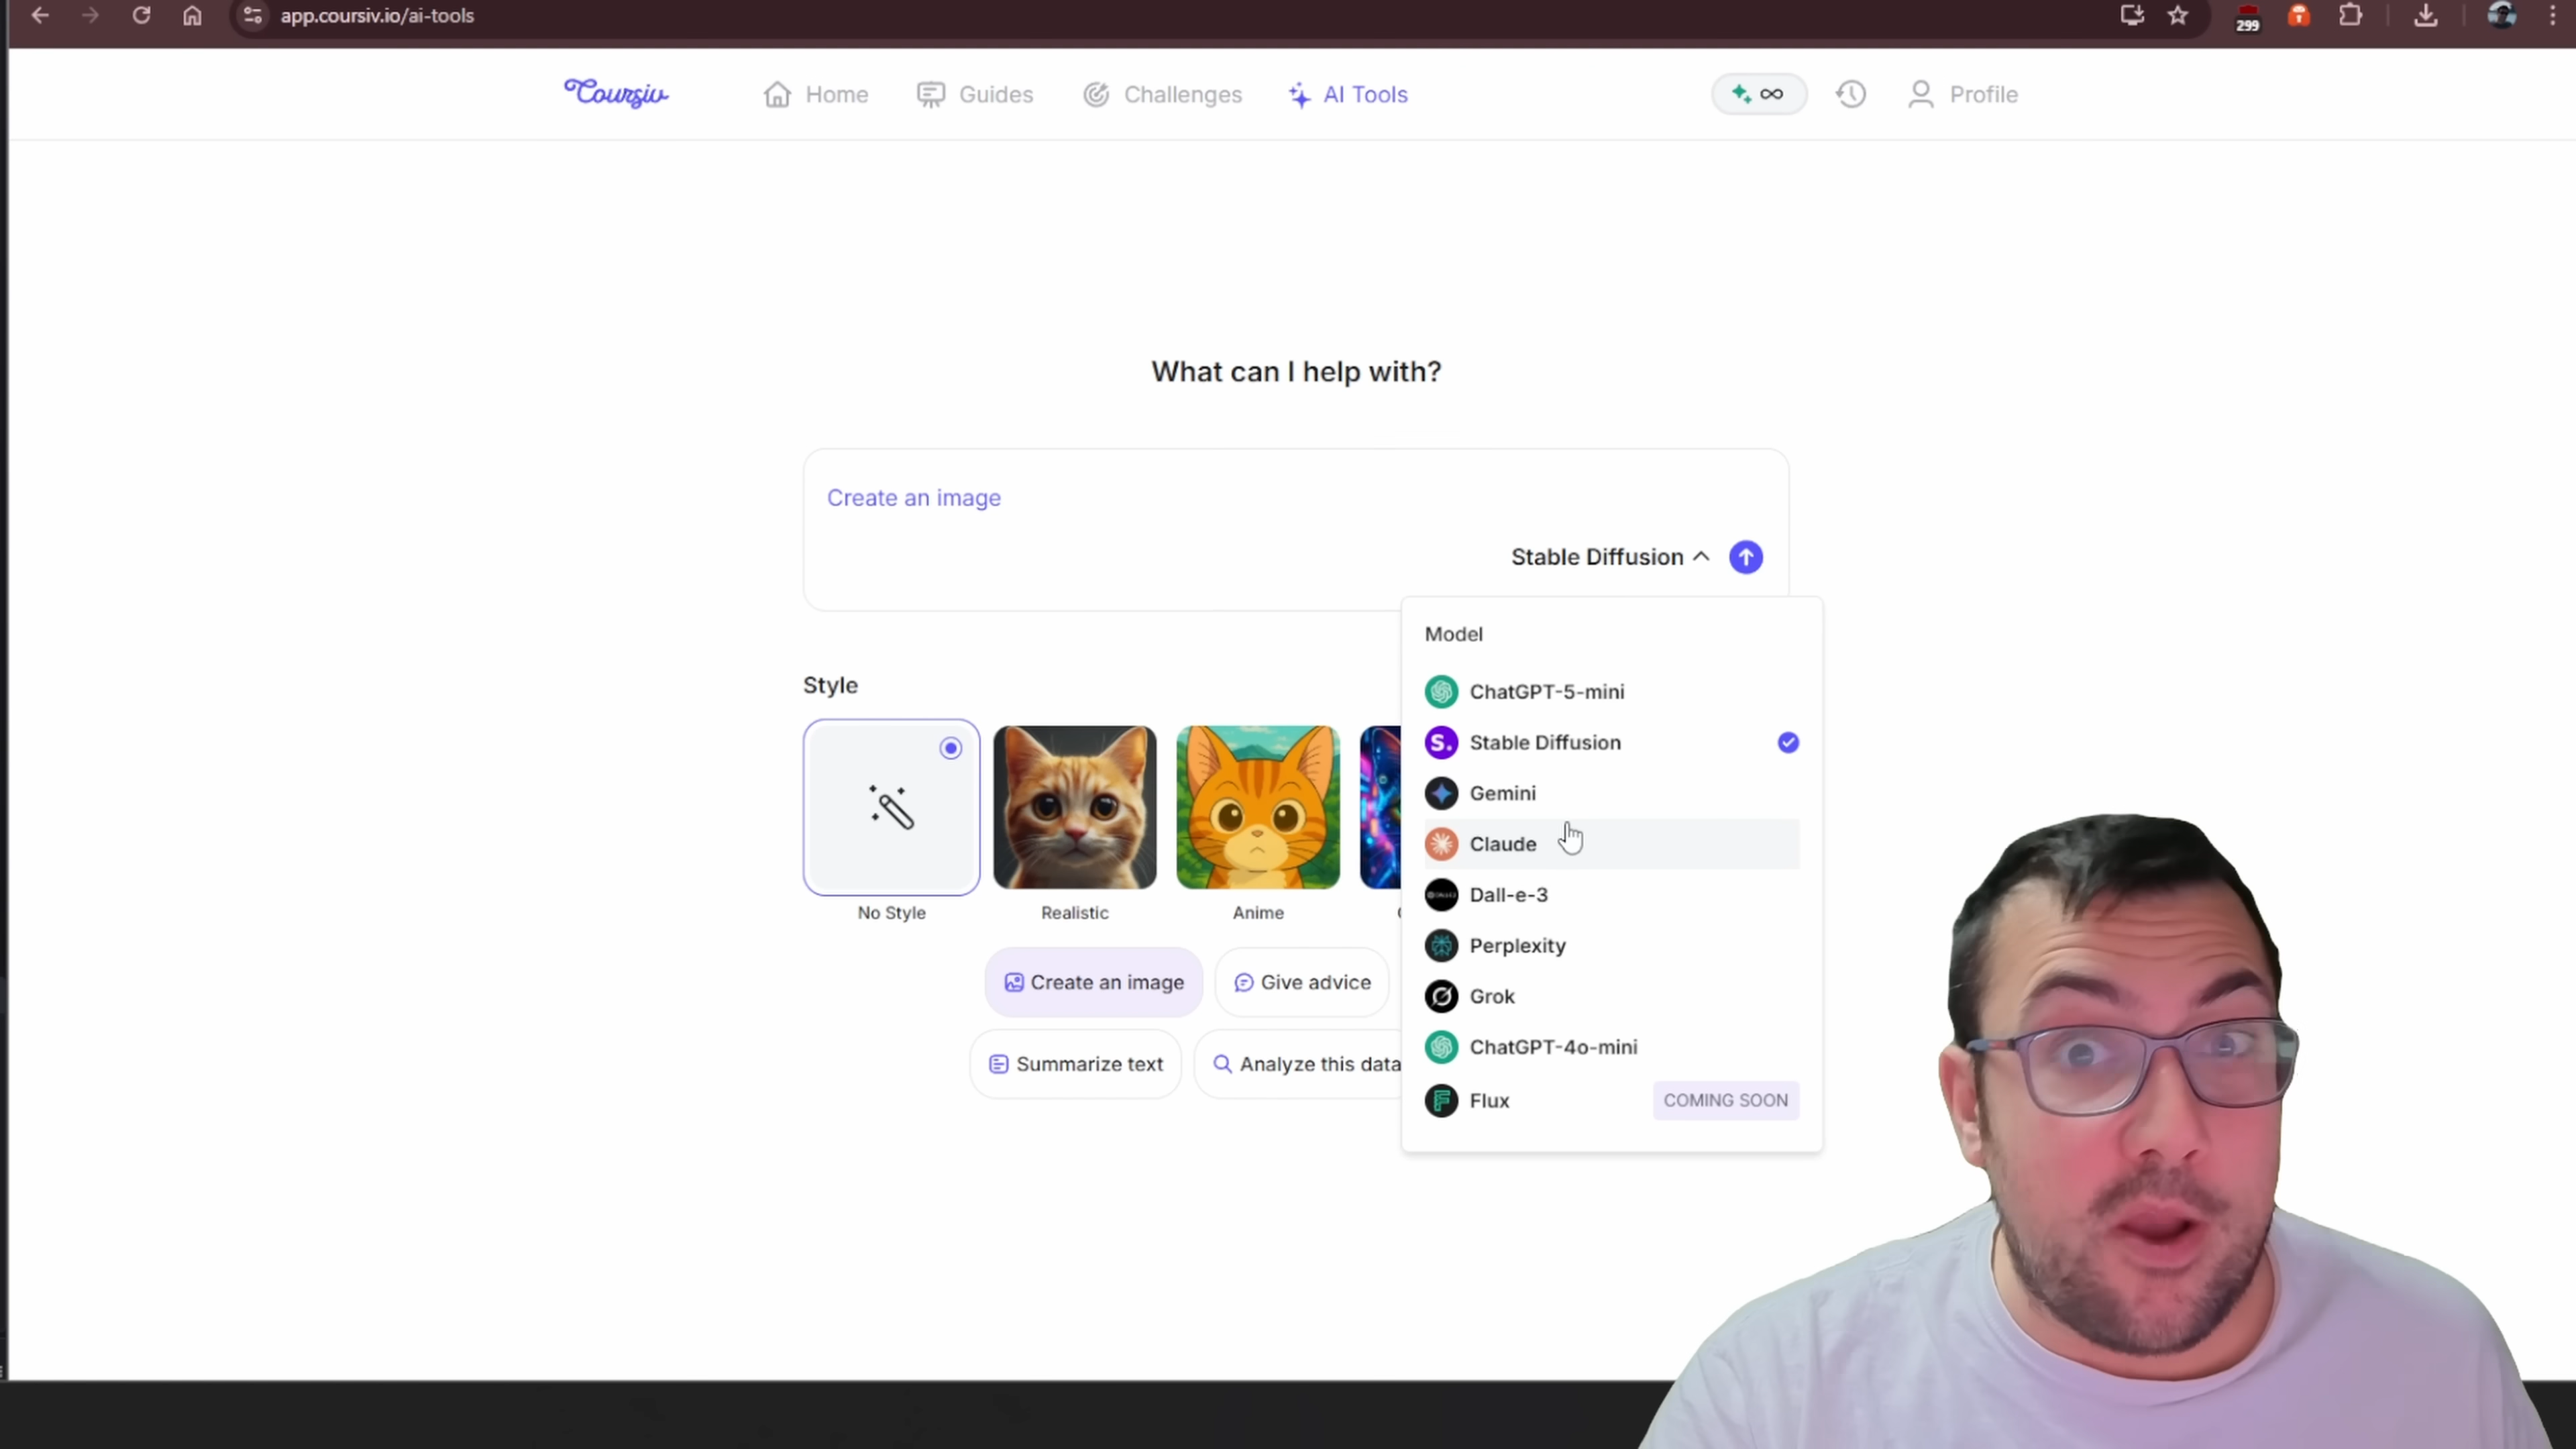 app.coursiv.io/ai-tools
299
Coursiv
Home
Guides
Challenges
AI Tools
∞
Profile
What can I help with?
Create an image
Stable Diffusion
Model
ChatGPT-5-mini
Stable Diffusion
Gemini
Claude
Dall-e-3
Perplexity
Grok
ChatGPT-4o-mini
Flux
COMING SOON
Style
No Style
Realistic
Anime
Create an image
Give advice
Summarize text
Analyze this data